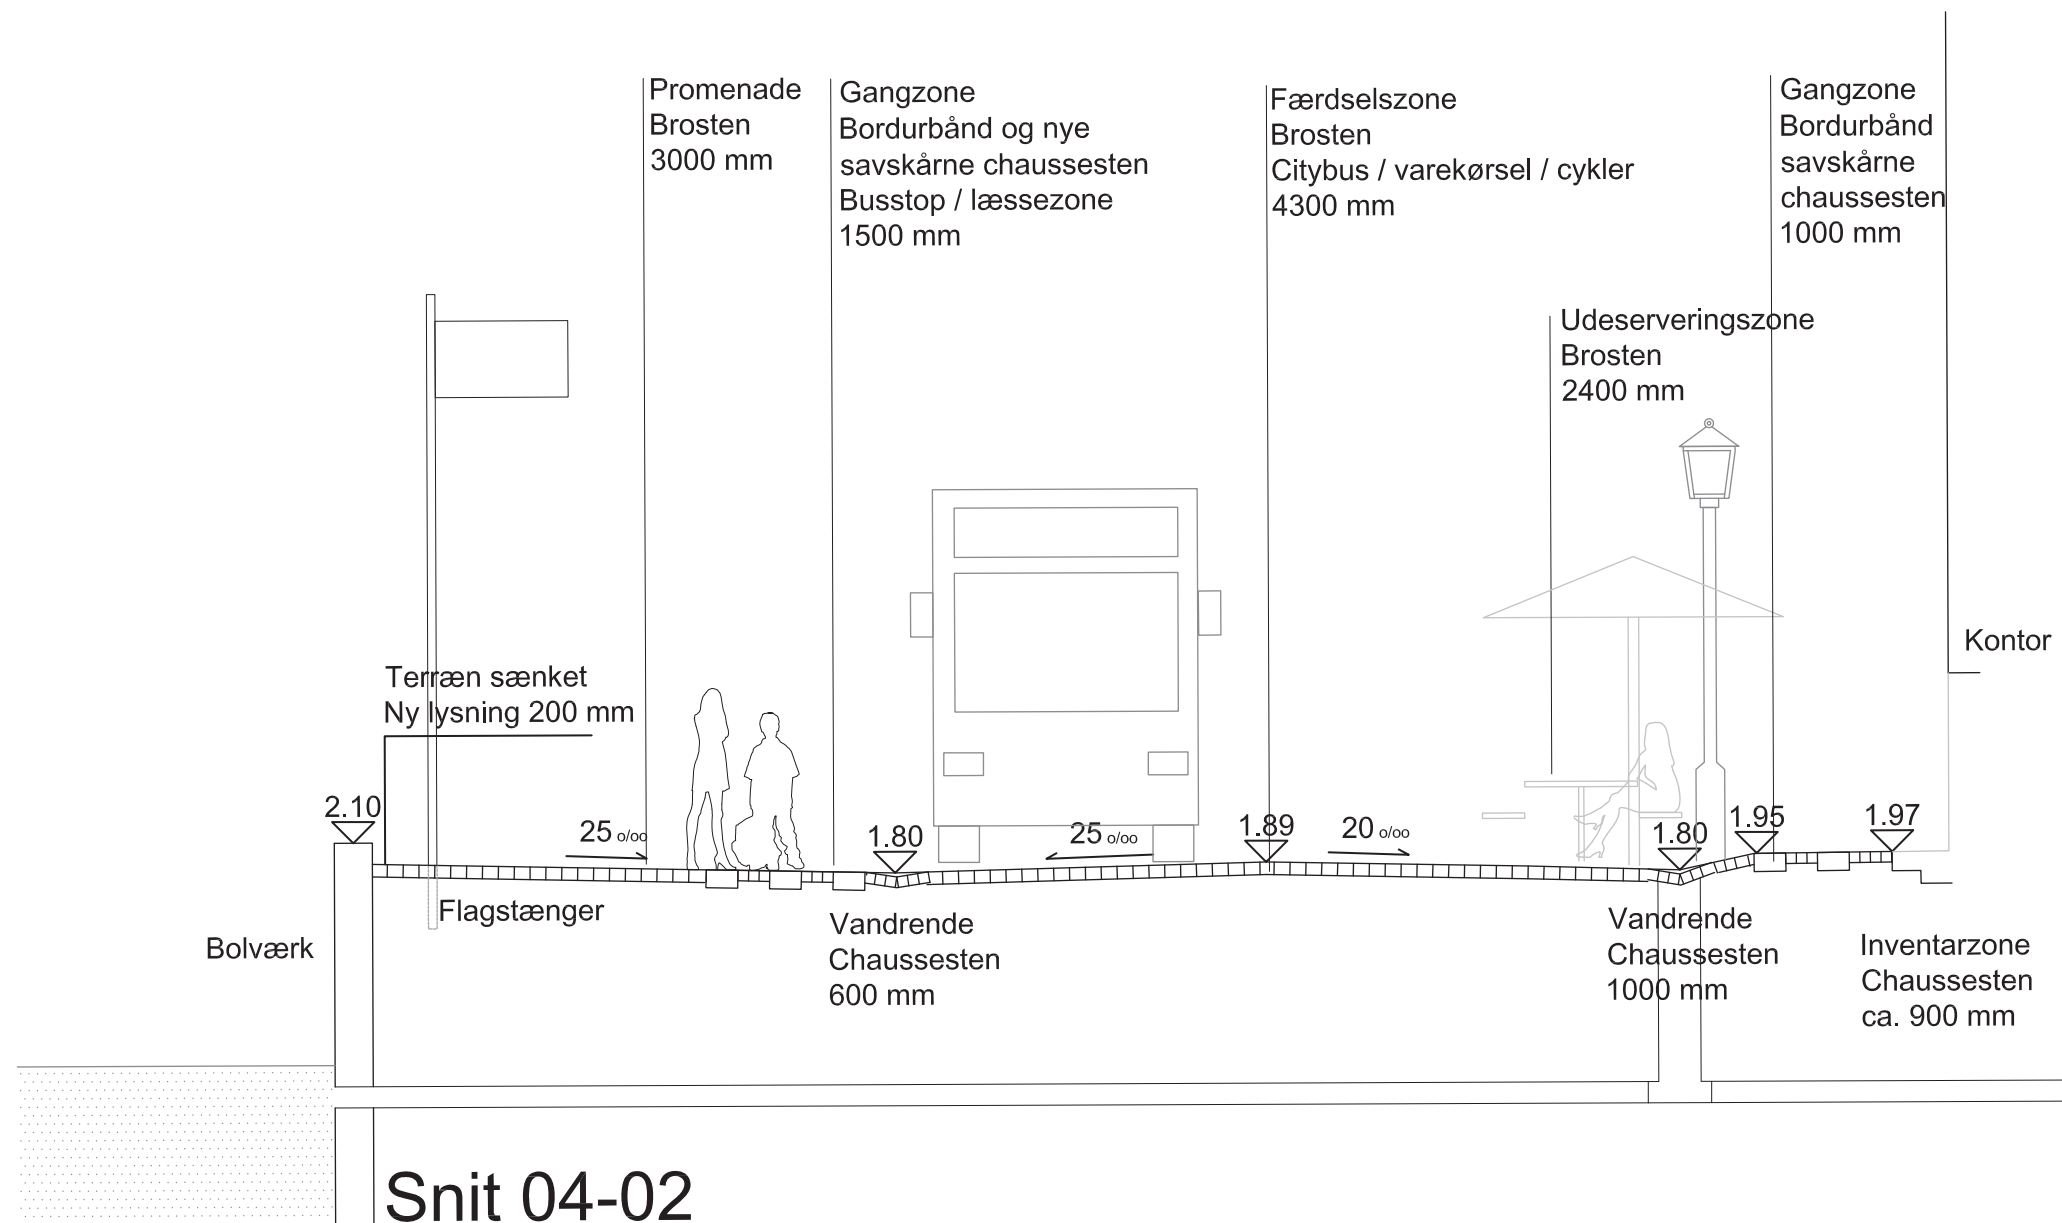 Promenade
Brosten
3000 mm
Gangzone
Bordurbånd og nye
savskårne chaussesten
Busstop / læssezone
1500 mm
Færdselszone
Brosten
Citybus / varekørsel / cykler
4300 mm
Gangzone
Bordurbånd
savskårne
chaussesten
1000 mm
Udeserveringszone
Brosten
2400 mm
Kontor
Terræn sænket
Ny lysning 200 mm
2.10
25 o/oo
1.80
25 o/oo
1.89
20 o/oo
1.80
1.95
1.97
Flagstænger
Bolværk
Vandrende
Chaussesten
600 mm
Vandrende
Chaussesten
1000 mm
Inventarzone
Chaussesten
ca. 900 mm
Snit 04-02